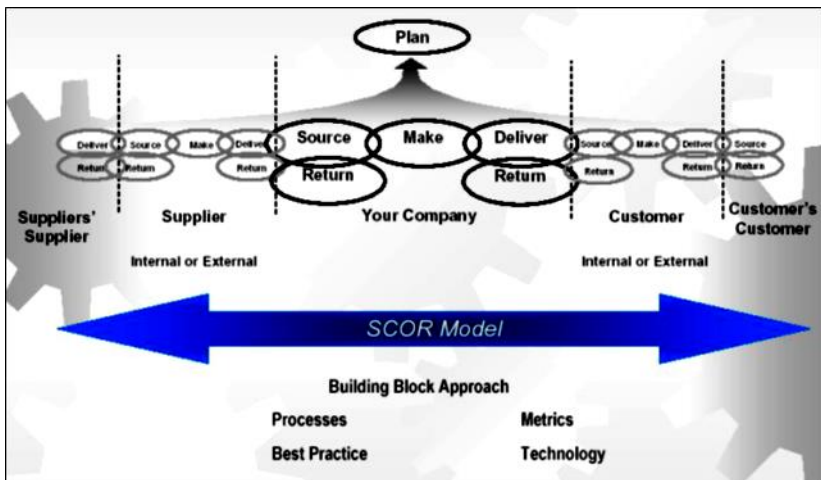 Plan
Deliver Source Make Deliver Source Make Deliver Source Make Deliver Source
Return Return Return Return Return Return Return Return
Suppliers' Supplier Your Company Customer Customer's
Supplier Customer
Internal or External Internal or External
SCOR Model
Building Block Approach
Processes Metrics
Best Practice Technology